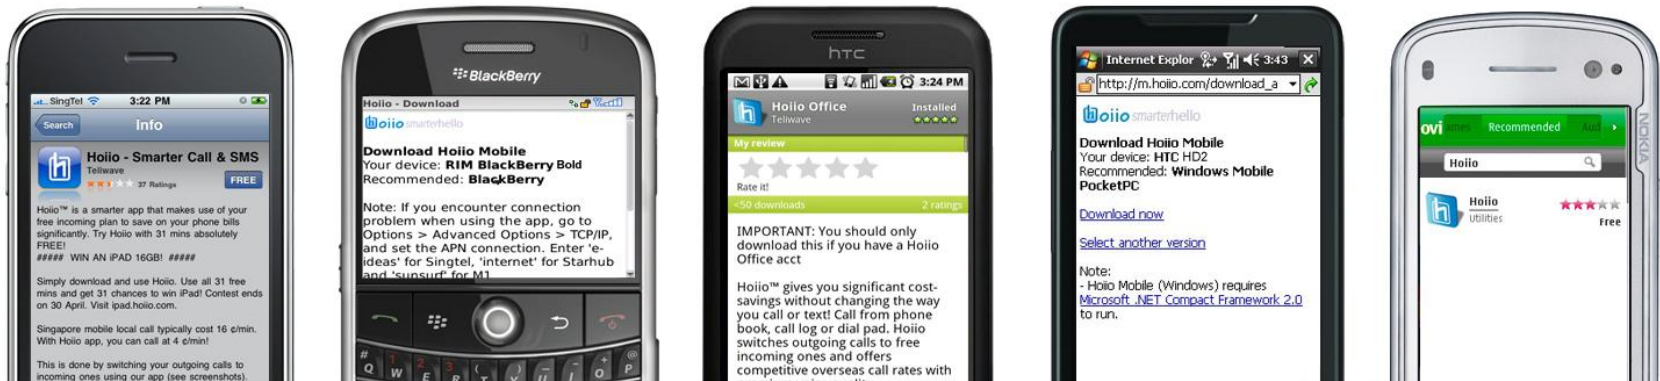 SingTel 3:22 PM
Search Info
Hoiio - Smarter Call & SMS
Teliwave
37 Ratings FREE
Hoiio™ is a smarter app that makes use of your
free incoming plan to save on your phone bills
significantly. Try Hoiio with 31 mins absolutely
FREE!
##### WIN AN iPAD 16GB! #####
Simply download and use Hoiio. Use all 31 free
mins and get 31 chances to win iPad! Contest ends
on 30 April. Visit ipad.hoiio.com.
Singapore mobile local call typically cost 16 ¢/min.
With Hoiio app, you can call at 4 ¢/min!
This is done by switching your outgoing calls to
incoming ones using our app (see screenshots).
BlackBerry
Hoiio - Download
hoiio smarterhello
Download Hoiio Mobile
Your device: RIM BlackBerry Bold
Recommended: BlackBerry
Note: If you encounter connection
problem when using the app, go to
Options > Advanced Options > TCP/IP,
and set the APN connection. Enter 'e-
ideas' for Singtel, 'internet' for Starhub
and 'sunsurf' for M1
# 1 2 3 ( ) _ - + @
Q W E R T Y U I O P
hTC
3:24 PM
Hoiio Office Installed
Teliwave
My review
Rate it!
<50 downloads 2 ratings
IMPORTANT: You should only
download this if you have a Hoiio
Office acct
Hoiio™ gives you significant cost-
savings without changing the way
you call or text! Call from phone
book, call log or dial pad. Hoiio
switches outgoing calls to free
incoming ones and offers
competitive overseas call rates with
Internet Explor 3:43 X
http://m.hoiio.com/download_a
hoiio smarterhello
Download Hoiio Mobile
Your device: HTC HD2
Recommended: Windows Mobile
PocketPC
Download now
Select another version
Note:
- Hoiio Mobile (Windows) requires
Microsoft .NET Compact Framework 2.0
to run.
NOKIA
ovi ames Recommended Aud
Hoiio
Hoiio
Utilities
Free